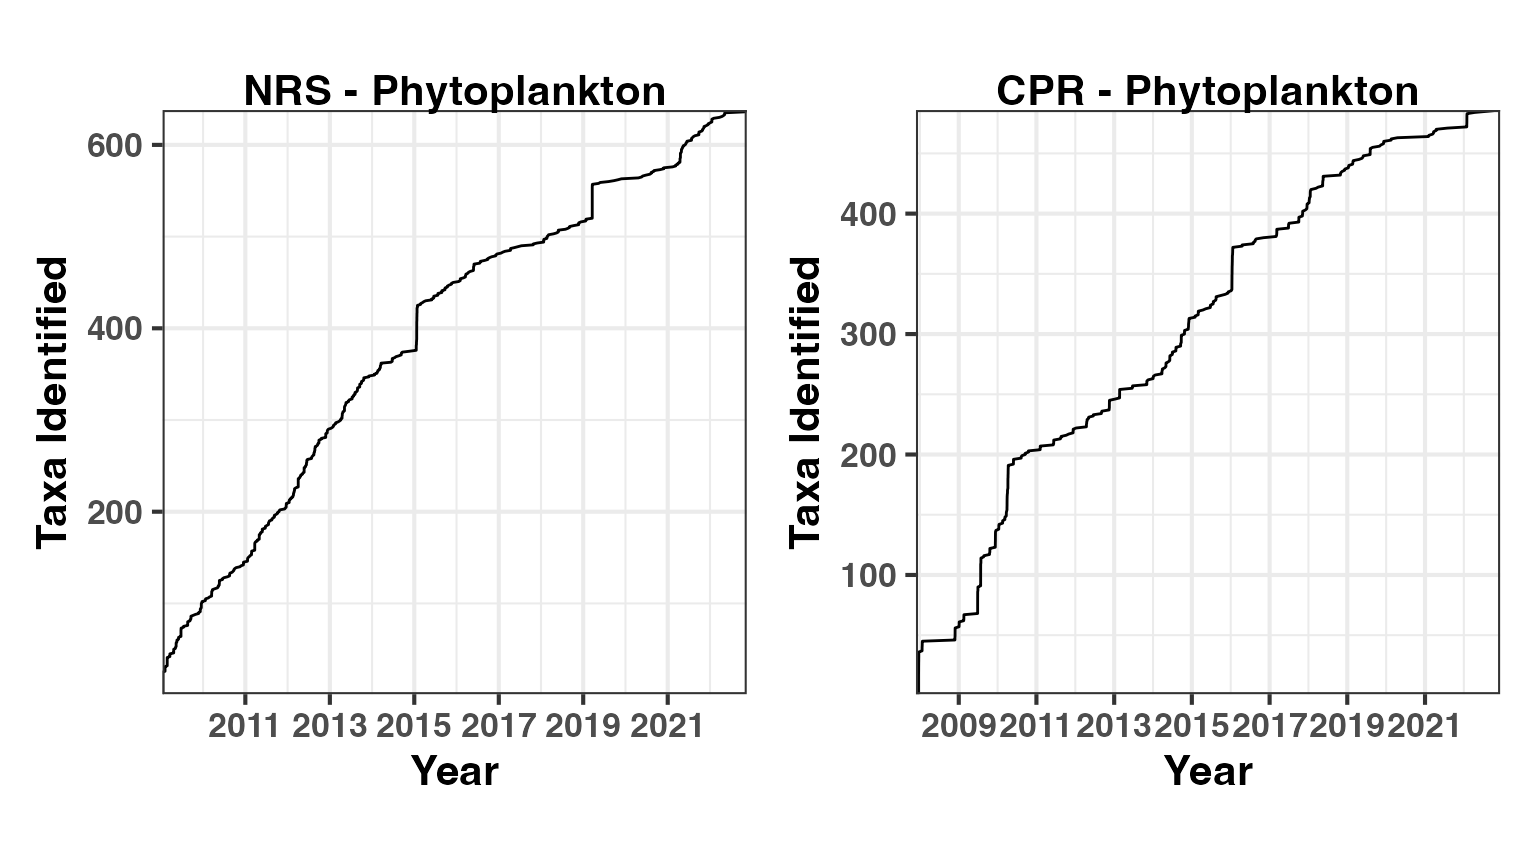 NRS - Phytoplankton
Taxa Identified
600
400
200
2011 2013 2015 2017 2019 2021
Year
CPR - Phytoplankton
Taxa Identified
400
300
200
100
2009 2011 2013 2015 2017 2019 2021
Year